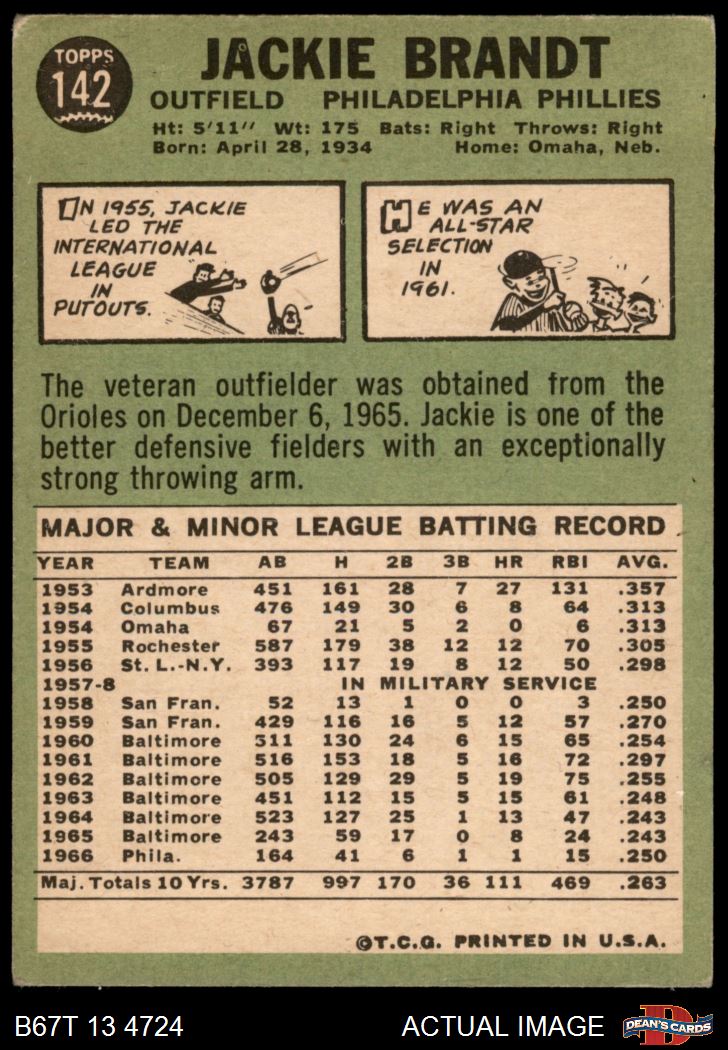 TOPPS
142
JACKIE BRANDT
OUTFIELD PHILADELPHIA PHILLIES
Ht: 5'11" Wt: 175 Bats: Right Throws: Right
Born: April 28, 1934 Home: Omaha, Neb.
IN 1955, JACKIE
LED THE
INTERNATIONAL
LEAGUE
IN
PUTOUTS.
HE WAS AN
ALL-STAR
SELECTION
IN
1961.
The veteran outfielder was obtained from the
Orioles on December 6, 1965. Jackie is one of the
better defensive fielders with an exceptionally
strong throwing arm.
MAJOR & MINOR LEAGUE BATTING RECORD
YEAR TEAM AB H 2B 3B HR RBI AVG.
1953 Ardmore 451 161 28 7 27 131 .357
1954 Columbus 476 149 30 6 8 64 .313
1954 Omaha 67 21 5 2 0 6 .313
1955 Rochester 587 179 38 12 12 70 .305
1956 St. L.-N.Y. 393 117 19 8 12 50 .298
1957-8 IN MILITARY SERVICE
1958 San Fran. 52 13 1 0 0 3 .250
1959 San Fran. 429 116 16 5 12 57 .270
1960 Baltimore 511 130 24 6 15 65 .254
1961 Baltimore 516 153 18 5 16 72 .297
1962 Baltimore 505 129 29 5 19 75 .255
1963 Baltimore 451 112 15 5 15 61 .248
1964 Baltimore 523 127 25 1 13 47 .243
1965 Baltimore 243 59 17 0 8 24 .243
1966 Phila. 164 41 6 1 1 15 .250
Maj. Totals 10 Yrs. 3787 997 170 36 111 469 .263
©T.C.G. PRINTED IN U.S.A.
B67T 13 4724 ACTUAL IMAGE
D
DEAN'S CARDS